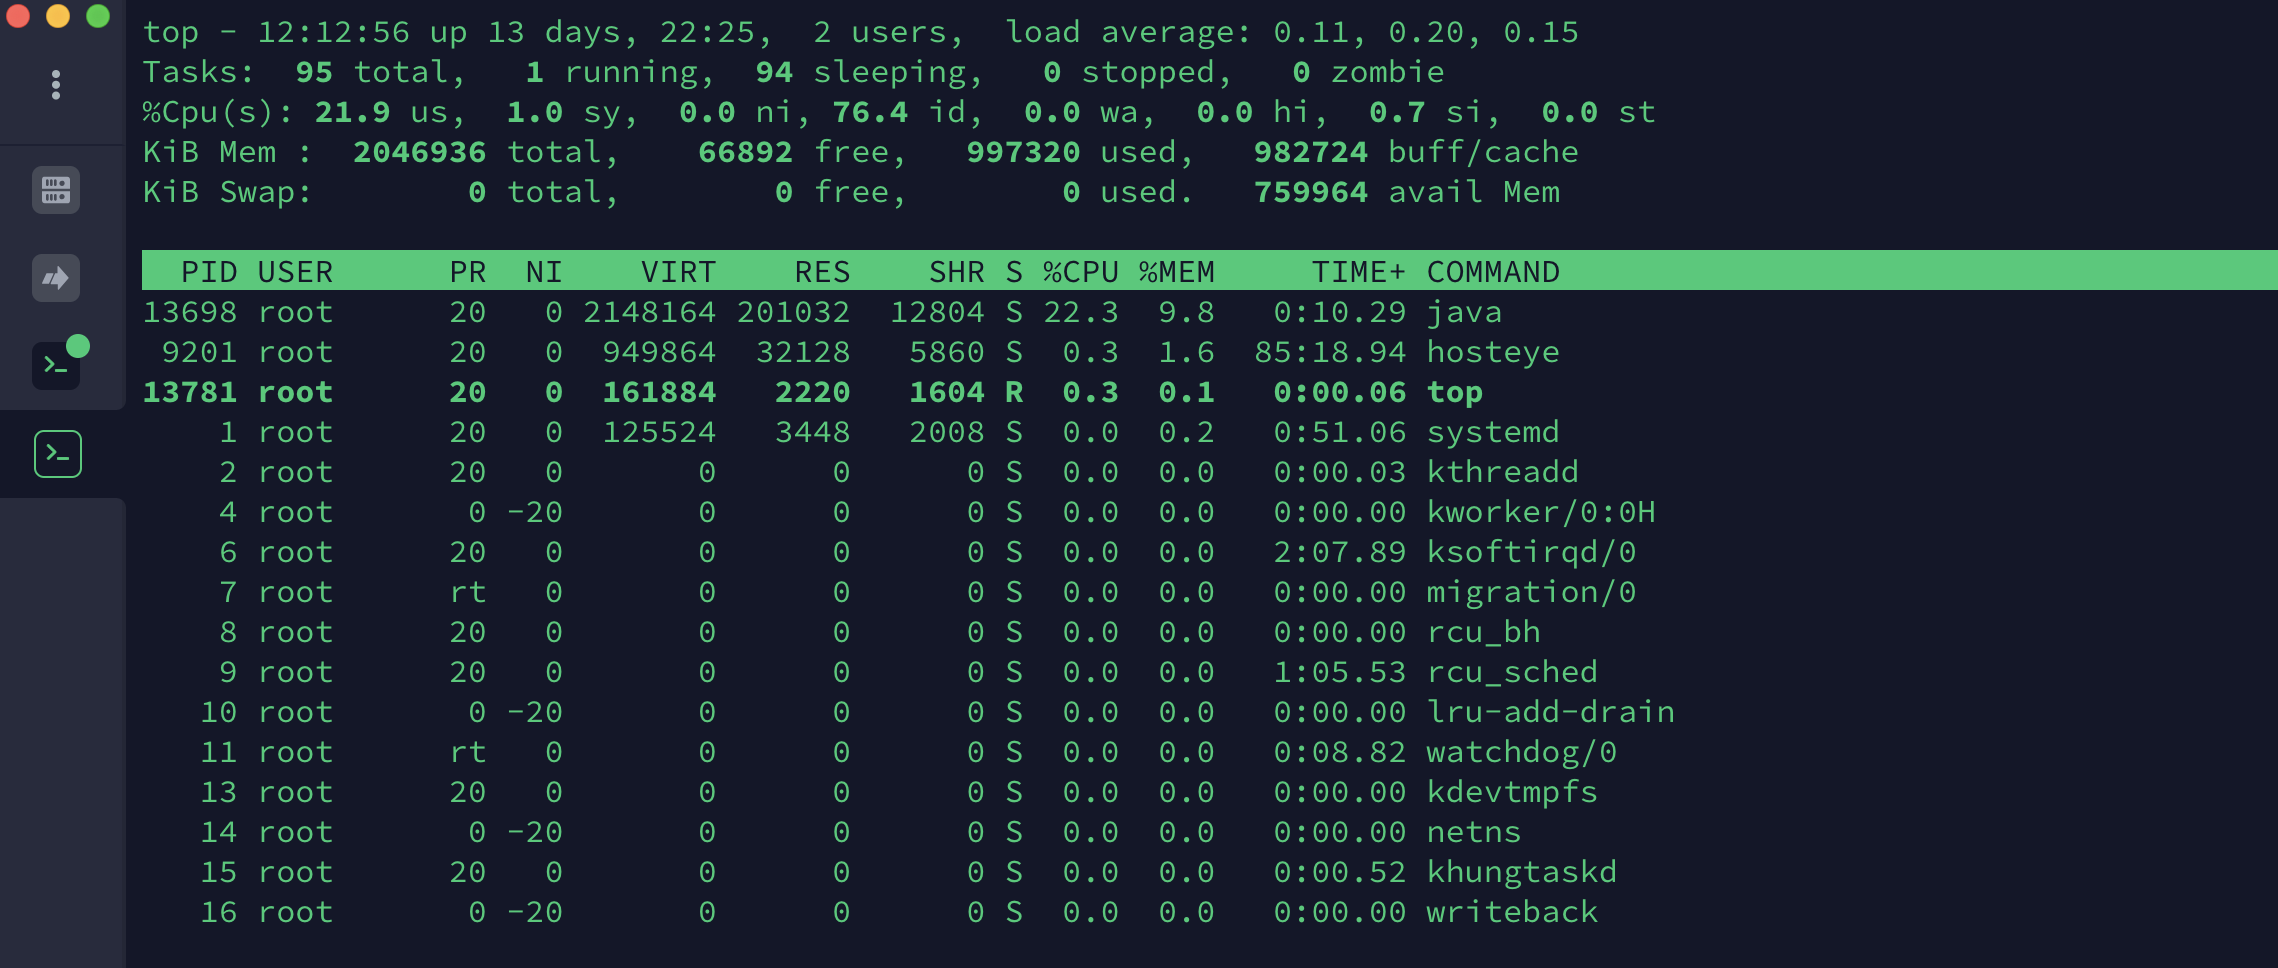 top - 12:12:56 up 13 days, 22:25,  2 users,  load average: 0.11, 0.20, 0.15
Tasks:  95 total,   1 running,  94 sleeping,   0 stopped,   0 zombie
%Cpu(s): 21.9 us,  1.0 sy,  0.0 ni, 76.4 id,  0.0 wa,  0.0 hi,  0.7 si,  0.0 st
KiB Mem :  2046936 total,    66892 free,   997320 used,   982724 buff/cache
KiB Swap:        0 total,        0 free,        0 used.   759964 avail Mem
PID USER      PR  NI    VIRT    RES    SHR S %CPU %MEM     TIME+ COMMAND
13698 root      20   0 2148164 201032  12804 S 22.3  9.8   0:10.29 java
9201 root      20   0  949864  32128   5860 S  0.3  1.6  85:18.94 hosteye
13781 root      20   0  161884   2220   1604 R  0.3  0.1   0:00.06 top
1 root      20   0  125524   3448   2008 S  0.0  0.2   0:51.06 systemd
2 root      20   0       0      0      0 S  0.0  0.0   0:00.03 kthreadd
4 root       0 -20       0      0      0 S  0.0  0.0   0:00.00 kworker/0:0H
6 root      20   0       0      0      0 S  0.0  0.0   2:07.89 ksoftirqd/0
7 root      rt   0       0      0      0 S  0.0  0.0   0:00.00 migration/0
8 root      20   0       0      0      0 S  0.0  0.0   0:00.00 rcu_bh
9 root      20   0       0      0      0 S  0.0  0.0   1:05.53 rcu_sched
10 root       0 -20       0      0      0 S  0.0  0.0   0:00.00 lru-add-drain
11 root      rt   0       0      0      0 S  0.0  0.0   0:08.82 watchdog/0
13 root      20   0       0      0      0 S  0.0  0.0   0:00.00 kdevtmpfs
14 root       0 -20       0      0      0 S  0.0  0.0   0:00.00 netns
15 root      20   0       0      0      0 S  0.0  0.0   0:00.52 khungtaskd
16 root       0 -20       0      0      0 S  0.0  0.0   0:00.00 writeback